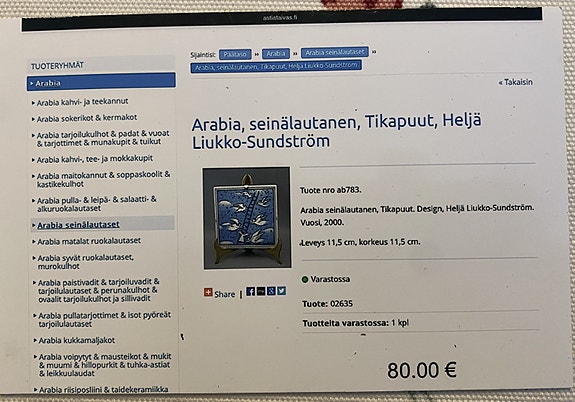 astiataivas.fi
TUOTERYHMÄT
Arabia
Arabia kahvi- ja teekannut
Arabia sokerikot & kermakot
Arabia tarjoilukulhot & padat & vuoat
& tarjottimet & munakupit & tuikut
Arabia kahvi-, tee- ja mokkakupit
Arabia maitokannut & soppaskoolit &
kastikekulhot
Arabia pulla- & leipä- & salaatti- &
alkuruokalautaset
Arabia seinälautaset
Arabia matalat ruokalautaset
Arabia syvät ruokalautaset,
murokulhot
Arabia paistivadit & tarjoiluvadit &
tarjoilulautaset & perunakulhot &
ovaalit tarjoilukulhot ja sillivadit
Arabia pullatarjottimet & isot pyöreät
tarjoilulautaset
Arabia kukkamaljakot
Arabia voipytyt & mausteikot & mukit
& muumi & hillopurkit & tuhka-astiat
& leikkuulaudat
Arabia riisiposliini & taidekeramiikka
Sijaintisi: Päätaso » Arabia » Arabia seinälautaset »
Arabia, seinälautanen, Tikapuut, Heljä Liukko-Sundström
« Takaisin
Arabia, seinälautanen, Tikapuut, Heljä
Liukko-Sundström
Tuote nro ab783.
Arabia seinälautanen, Tikapuut. Design, Heljä Liukko-Sundström.
Vuosi, 2000.
Leveys 11,5 cm, korkeus 11,5 cm.
Share |
Varastossa
Tuote: 02635
Tuotteita varastossa: 1 kpl
80.00 €